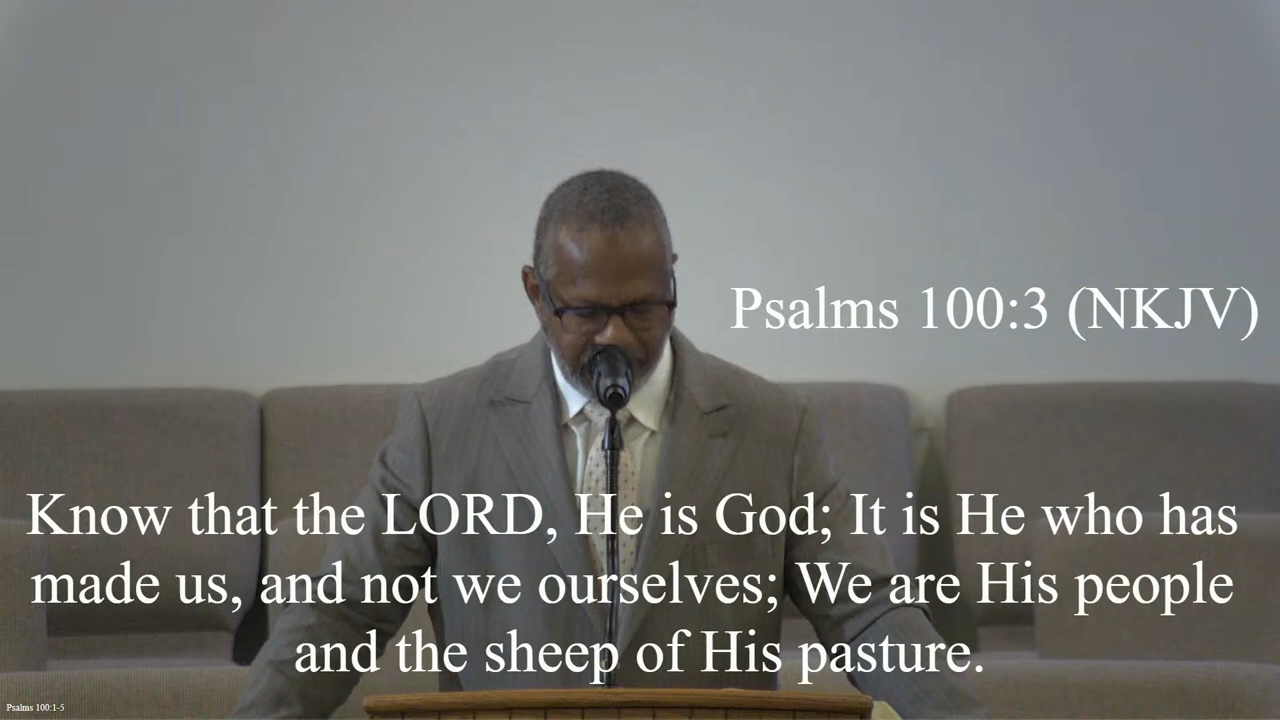 Psalms 100:3 (NKJV)
Know that the LORD, He is God; It is He who has
made us, and not we ourselves; We are His people
and the sheep of His pasture.
Psalms 100:1-5